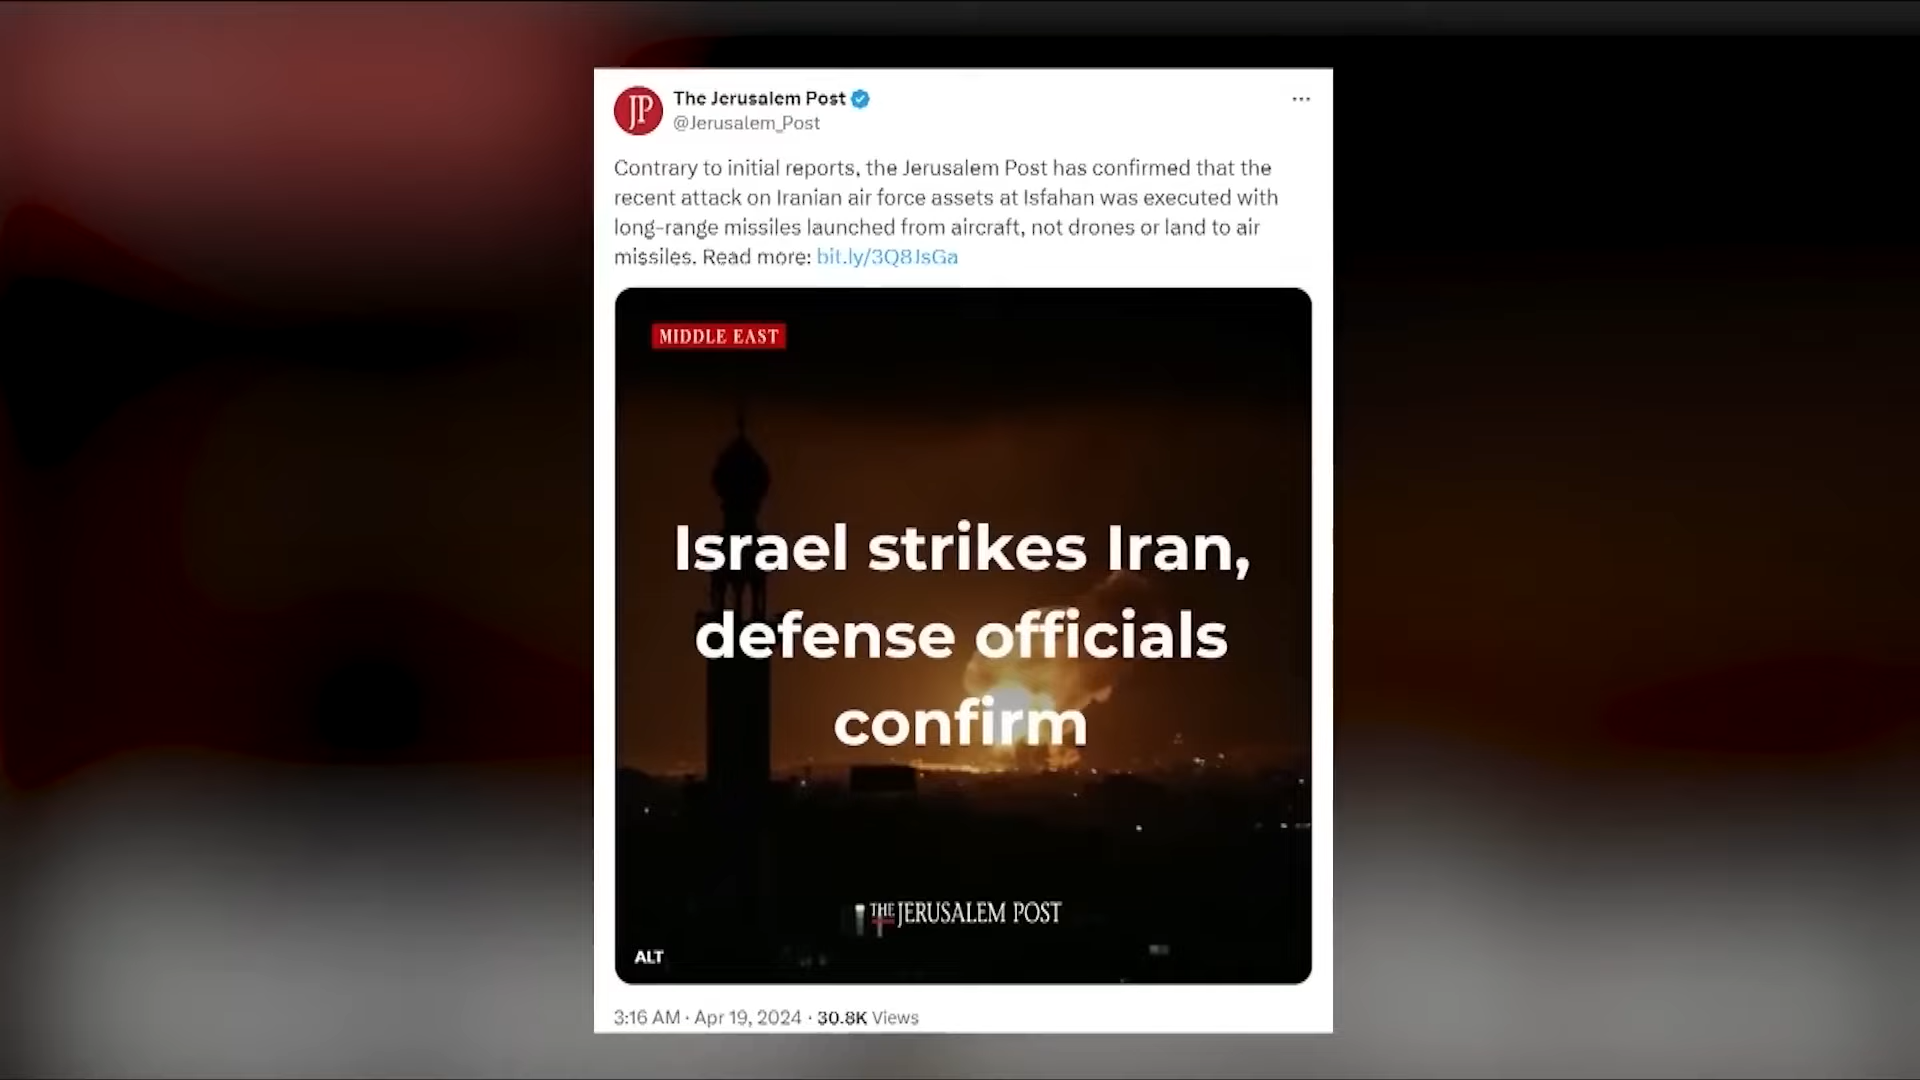 The Jerusalem Post
@Jerusalem_Post
Contrary to initial reports, the Jerusalem Post has confirmed that the
recent attack on Iranian air force assets at Isfahan was executed with
long-range missiles launched from aircraft, not drones or land to air
missiles. Read more: bit.ly/3Q8JsGa
MIDDLE EAST
Israel strikes Iran,
defense officials
confirm
THE JERUSALEM POST
ALT
3:16 AM · Apr 19, 2024 · 30.8K Views